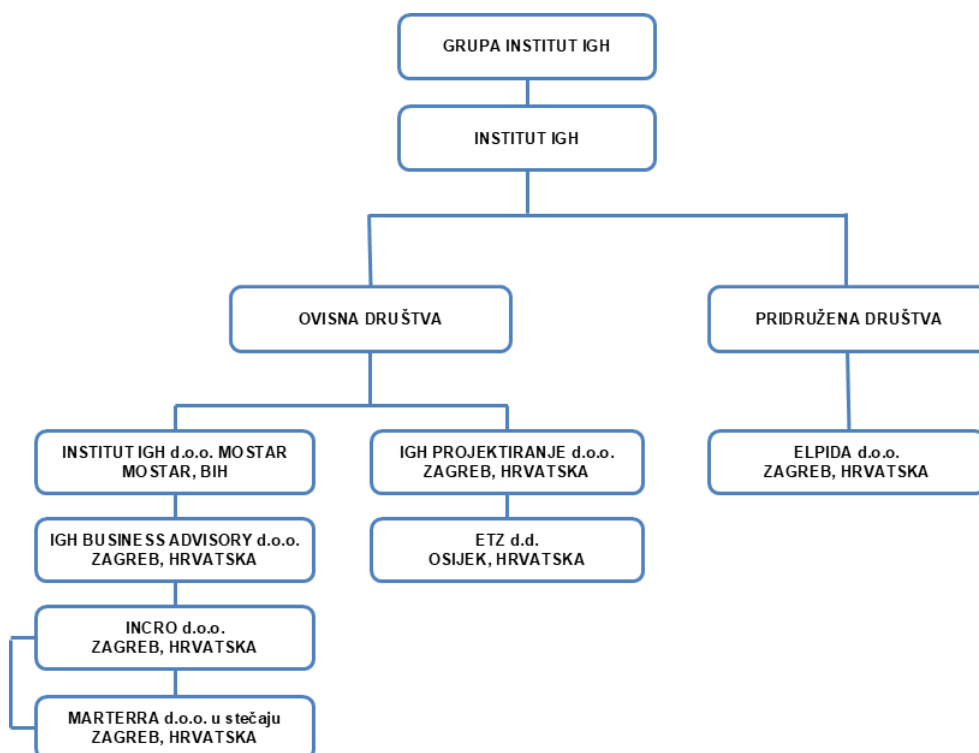 GRUPA INSTITUT IGH
INSTITUT IGH
OVISNA DRUŠTVA
PRIDRUŽENA DRUŠTVA
INSTITUT IGH d.o.o. MOSTAR
MOSTAR, BIH
IGH PROJEKTIRANJE d.o.o.
ZAGREB, HRVATSKA
ELPIDA d.o.o.
ZAGREB, HRVATSKA
IGH BUSINESS ADVISORY d.o.o.
ZAGREB, HRVATSKA
ETZ d.d.
OSIJEK, HRVATSKA
INCRO d.o.o.
ZAGREB, HRVATSKA
MARTERRA d.o.o. u stečaju
ZAGREB, HRVATSKA